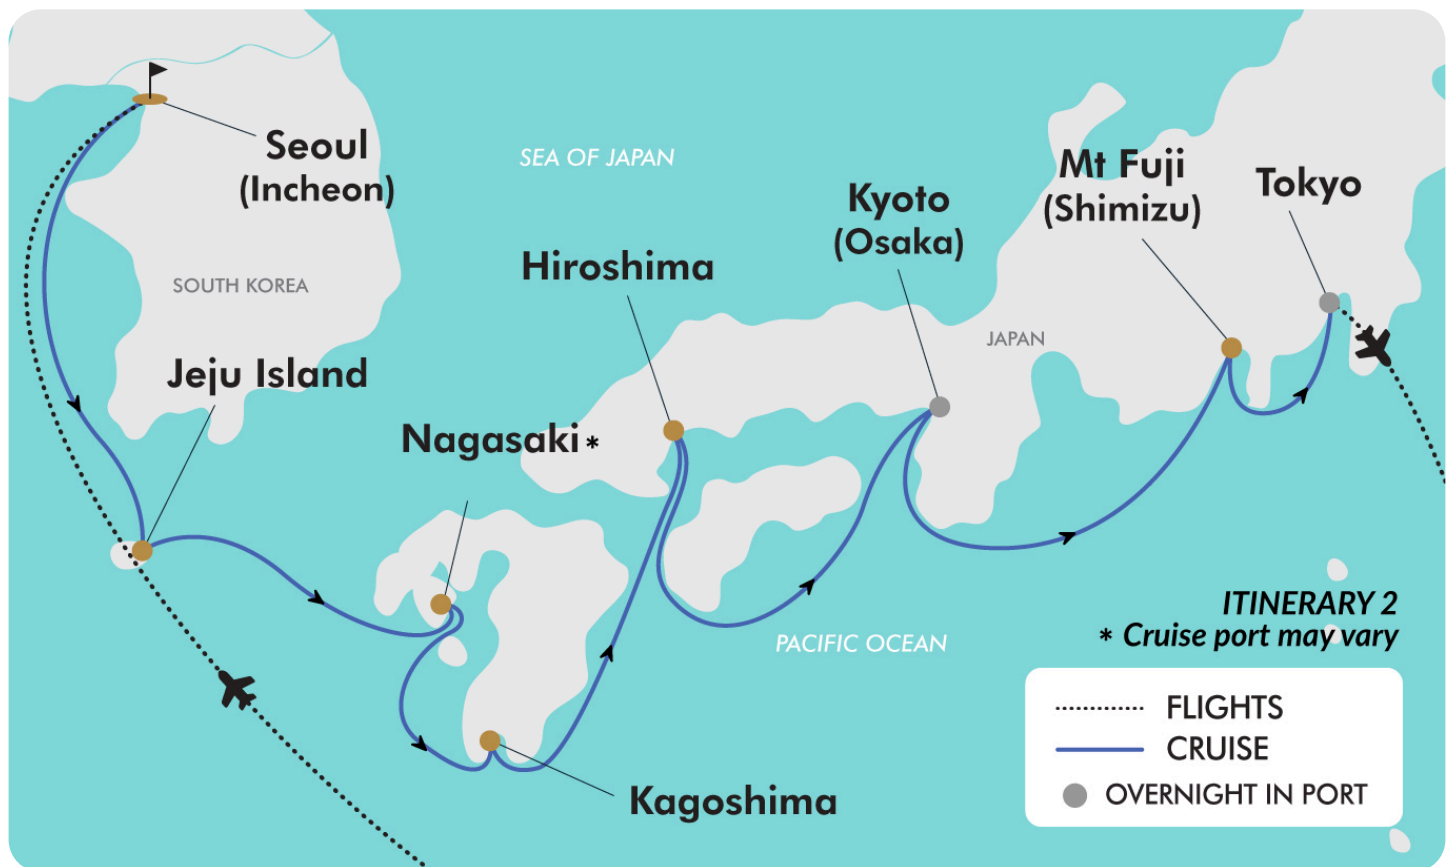 Seoul
(Incheon)
SEA OF JAPAN
Mt Fuji
(Shimizu)
Tokyo
Kyoto
(Osaka)
Hiroshima
SOUTH KOREA
JAPAN
Jeju Island
Nagasaki*
PACIFIC OCEAN
Kagoshima
ITINERARY 2
* Cruise port may vary
FLIGHTS
CRUISE
OVERNIGHT IN PORT